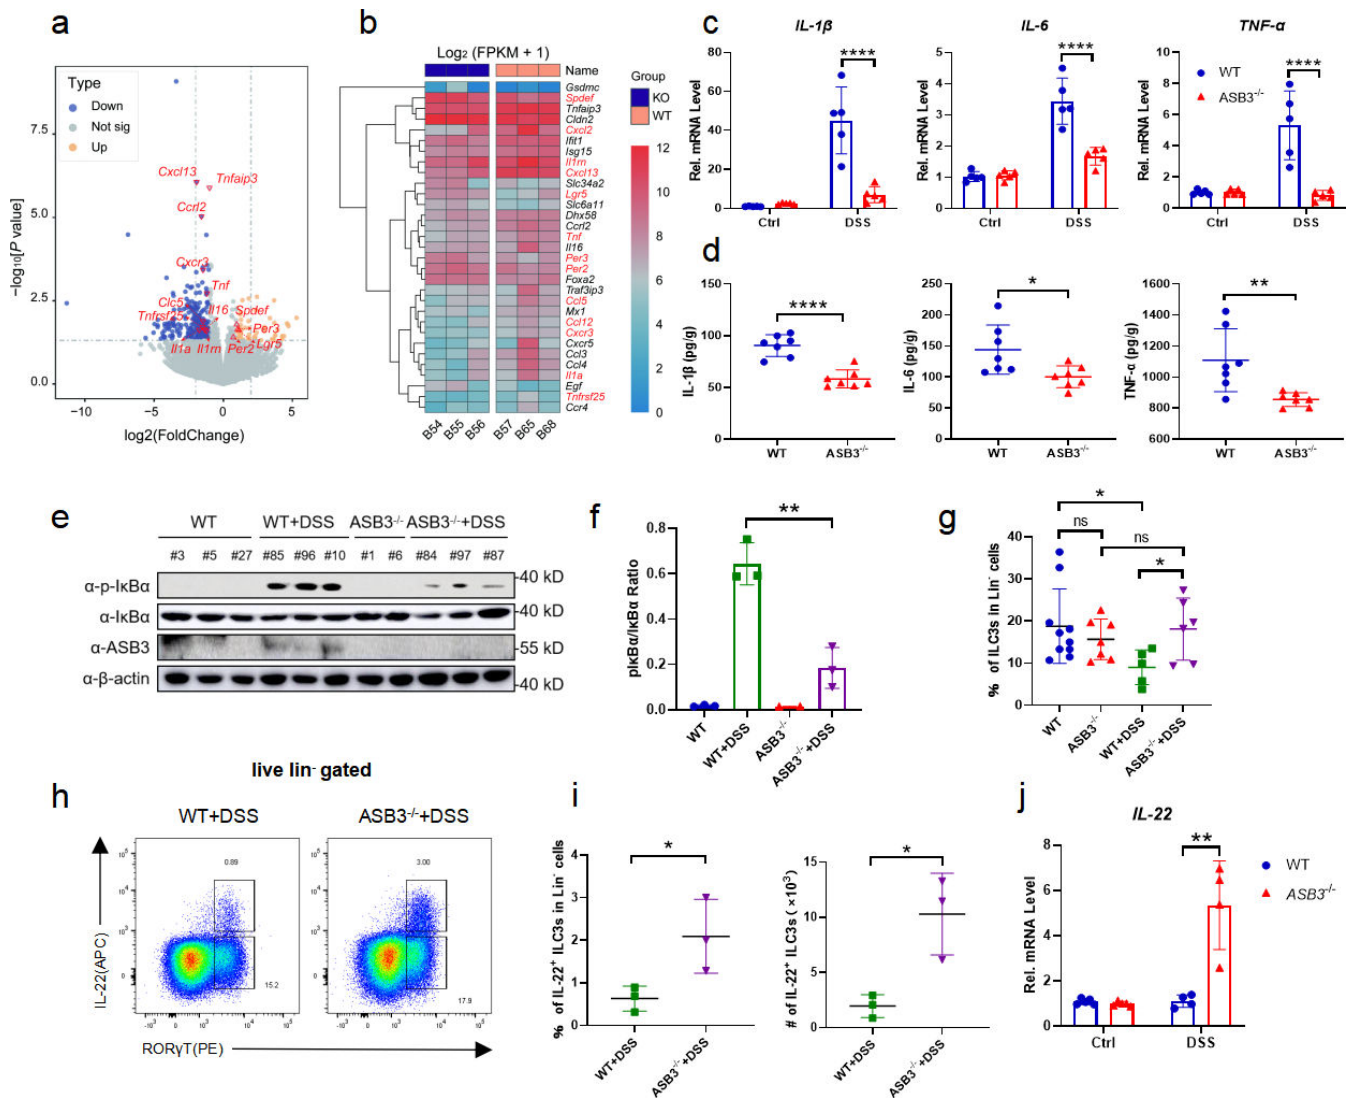 a
Type
Down
Not sig
Up
7.5
5.0
2.5
0.0
−log₁₀[P value]
Cxcl13
Tnfaip3
Ccrl2
Cxcr3
Tnf
Clc5
Il16
Spdef
Tnfrsf25
Per3
Il1a
Il1rn
Per2
Lgr5
−10
−5
0
5
log2(FoldChange)
b
Log₂ (FPKM + 1)
Name
Gsdmc
Spdef
Tnfaip3
Cldn2
Cxcl2
Ifit1
Isg15
Il1rn
Cxcl13
Slc34a2
Lgr5
Slc6a11
Dhx58
Ccrl2
Tnf
Il16
Per3
Per2
Foxa2
Traf3ip3
Ccl5
Mx1
Ccl12
Cxcr3
Cxcr5
Ccl3
Ccl4
Il1a
Egf
Tnfrsf25
Ccr4
B54
B55
B56
B57
B65
B68
Group
KO
WT
12
10
8
6
4
2
0
c
IL-1β
Rel. mRNA Level
80
60
40
20
0
****
Ctrl
DSS
IL-6
Rel. mRNA Level
6
5
4
3
2
1
0
****
Ctrl
DSS
TNF-α
Rel. mRNA Level
10
8
6
4
2
0
****
WT
ASB3⁻/⁻
Ctrl
DSS
d
IL-1β (pg/g)
150
100
50
0
****
WT
ASB3⁻/⁻
IL-6 (pg/g)
250
200
150
100
50
0
*
WT
ASB3⁻/⁻
TNF-α (pg/g)
1600
1400
1200
1000
800
600
**
WT
ASB3⁻/⁻
e
WT WT+DSS ASB3⁻/⁻ ASB3⁻/⁻+DSS
#3 #5 #27 #85 #96 #10 #1 #6 #84 #97 #87
α-p-IκBα -40 kD
α-IκBα -40 kD
α-ASB3 -55 kD
α-β-actin -40 kD
f
pIκBα/IκBα Ratio
0.8
0.6
0.4
0.2
0.0
**
WT
WT+DSS
ASB3⁻/⁻
ASB3⁻/⁻+DSS
g
% of ILC3s in Lin⁻ cells
40
30
20
10
0
*
ns
ns
*
WT
ASB3⁻/⁻
WT+DSS
ASB3⁻/⁻+DSS
h
live lin⁻ gated
WT+DSS
ASB3⁻/⁻+DSS
0.89
15.2
3.00
17.9
IL-22(APC)
RORγT(PE)
i
% of IL-22⁺ ILC3s in Lin⁻ cells
4
3
2
1
0
*
WT+DSS
ASB3⁻/⁻+DSS
# of IL-22⁺ ILC3s (×10³)
15
10
5
0
*
WT+DSS
ASB3⁻/⁻+DSS
j
IL-22
Rel. mRNA Level
8
6
4
2
0
**
WT
ASB3⁻/⁻
Ctrl
DSS